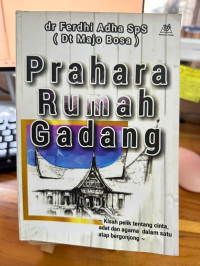 dr Ferdhi Adha SpS
( Dt Majo Bosa )
Prahara
Rumah
Gadang
Kisah pelik tentang cinta,
adat dan agama dalam satu
atap bergonjong ~